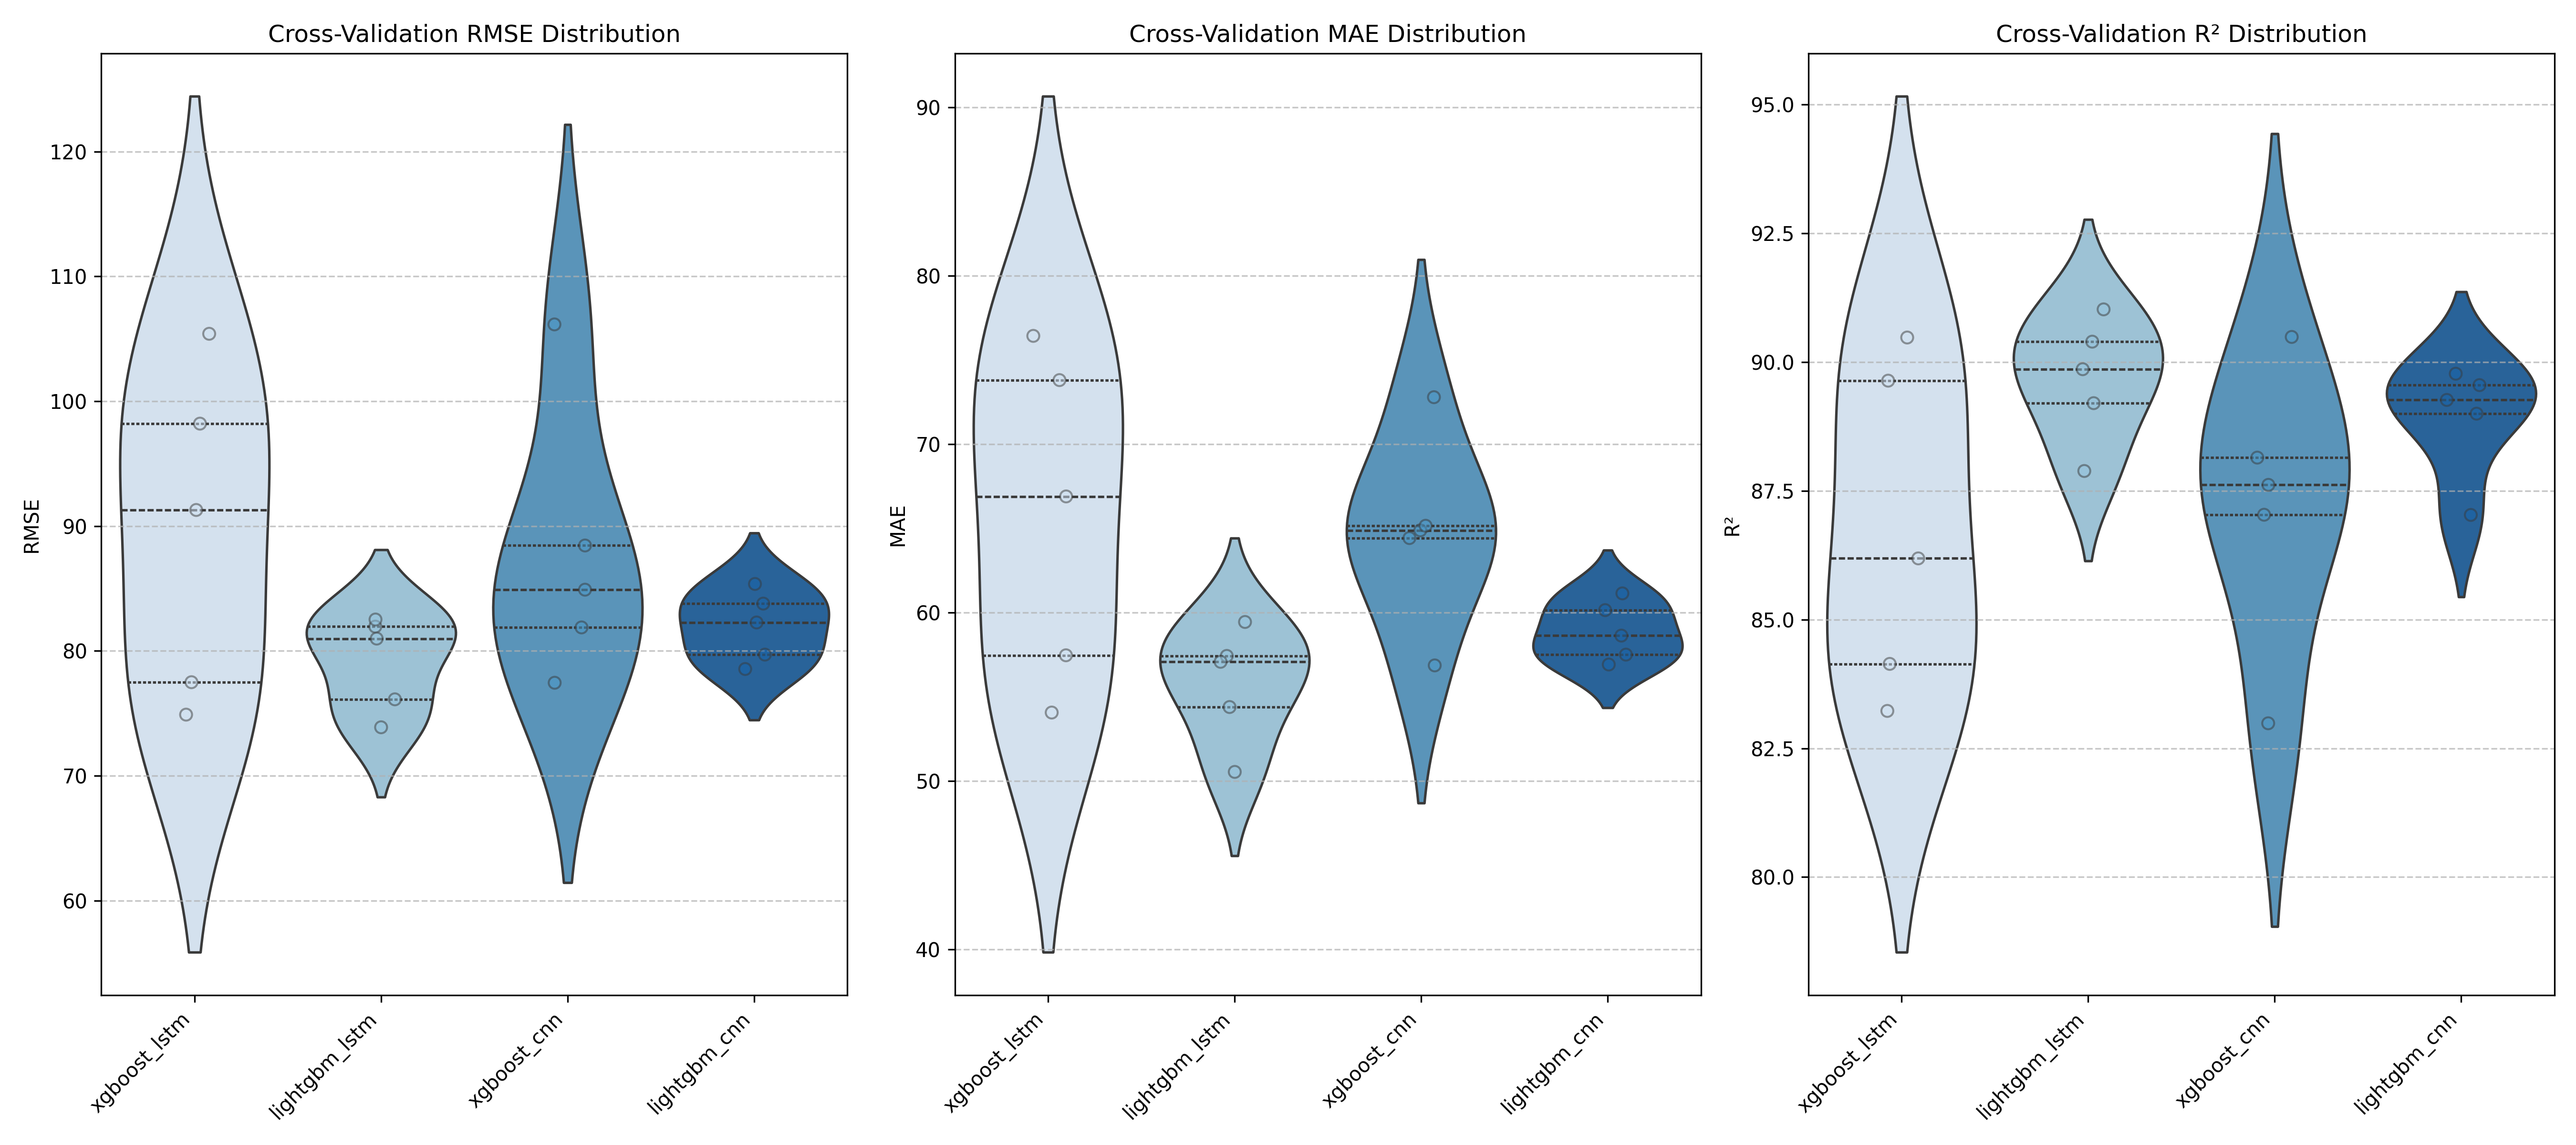 Cross-Validation RMSE Distribution
RMSE
120
110
100
90
80
70
60
xgboost_lstm
lightgbm_lstm
xgboost_cnn
lightgbm_cnn
Cross-Validation MAE Distribution
MAE
90
80
70
60
50
40
xgboost_lstm
lightgbm_lstm
xgboost_cnn
lightgbm_cnn
Cross-Validation R² Distribution
R²
95.0
92.5
90.0
87.5
85.0
82.5
80.0
xgboost_lstm
lightgbm_lstm
xgboost_cnn
lightgbm_cnn